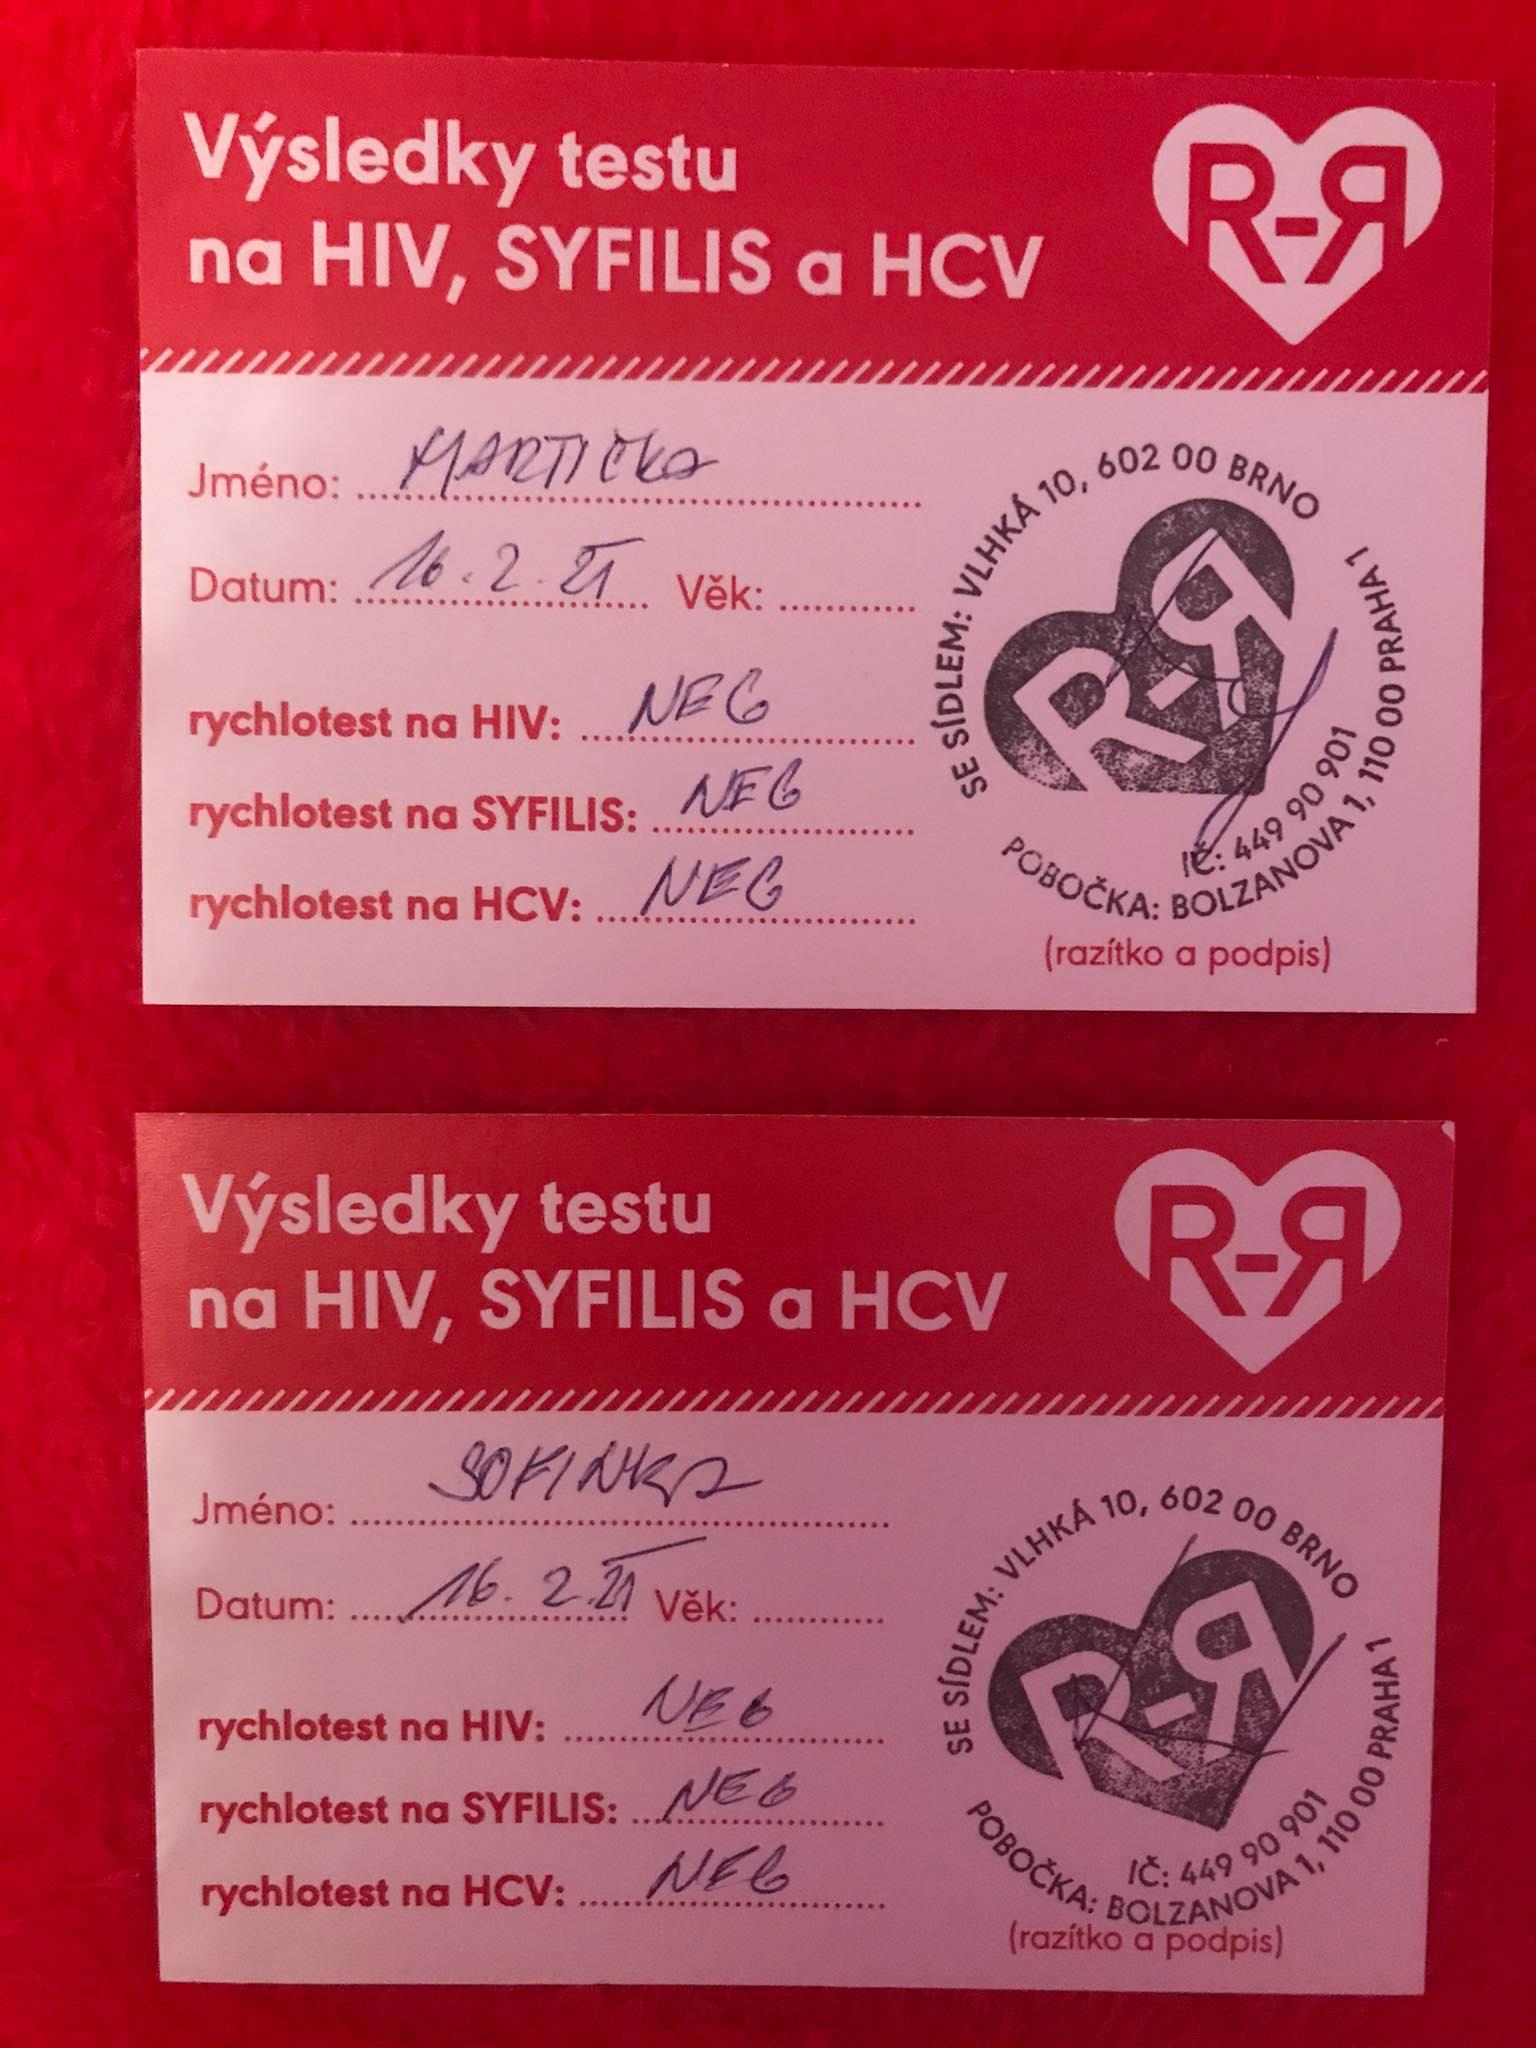 Výsledky testu
na HIV, SYFILIS a HCV
R-R
Jméno: MARTIČKA
Datum: 16.2.21 Věk:
rychlotest na HIV: NEG
rychlotest na SYFILIS: NEG
rychlotest na HCV: NEG
SE SÍDLEM: VLHKÁ 10, 602 00 BRNO
R-R
IČ: 449 90 901
POBOČKA: BOLZANOVA 1, 110 00 PRAHA 1
(razítko a podpis)
Výsledky testu
na HIV, SYFILIS a HCV
R-R
Jméno: SOFINKA
Datum: 16.2.21 Věk:
rychlotest na HIV: NEG
rychlotest na SYFILIS: NEG
rychlotest na HCV: NEG
SE SÍDLEM: VLHKÁ 10, 602 00 BRNO
R-R
IČ: 449 90 901
POBOČKA: BOLZANOVA 1, 110 00 PRAHA 1
(razítko a podpis)